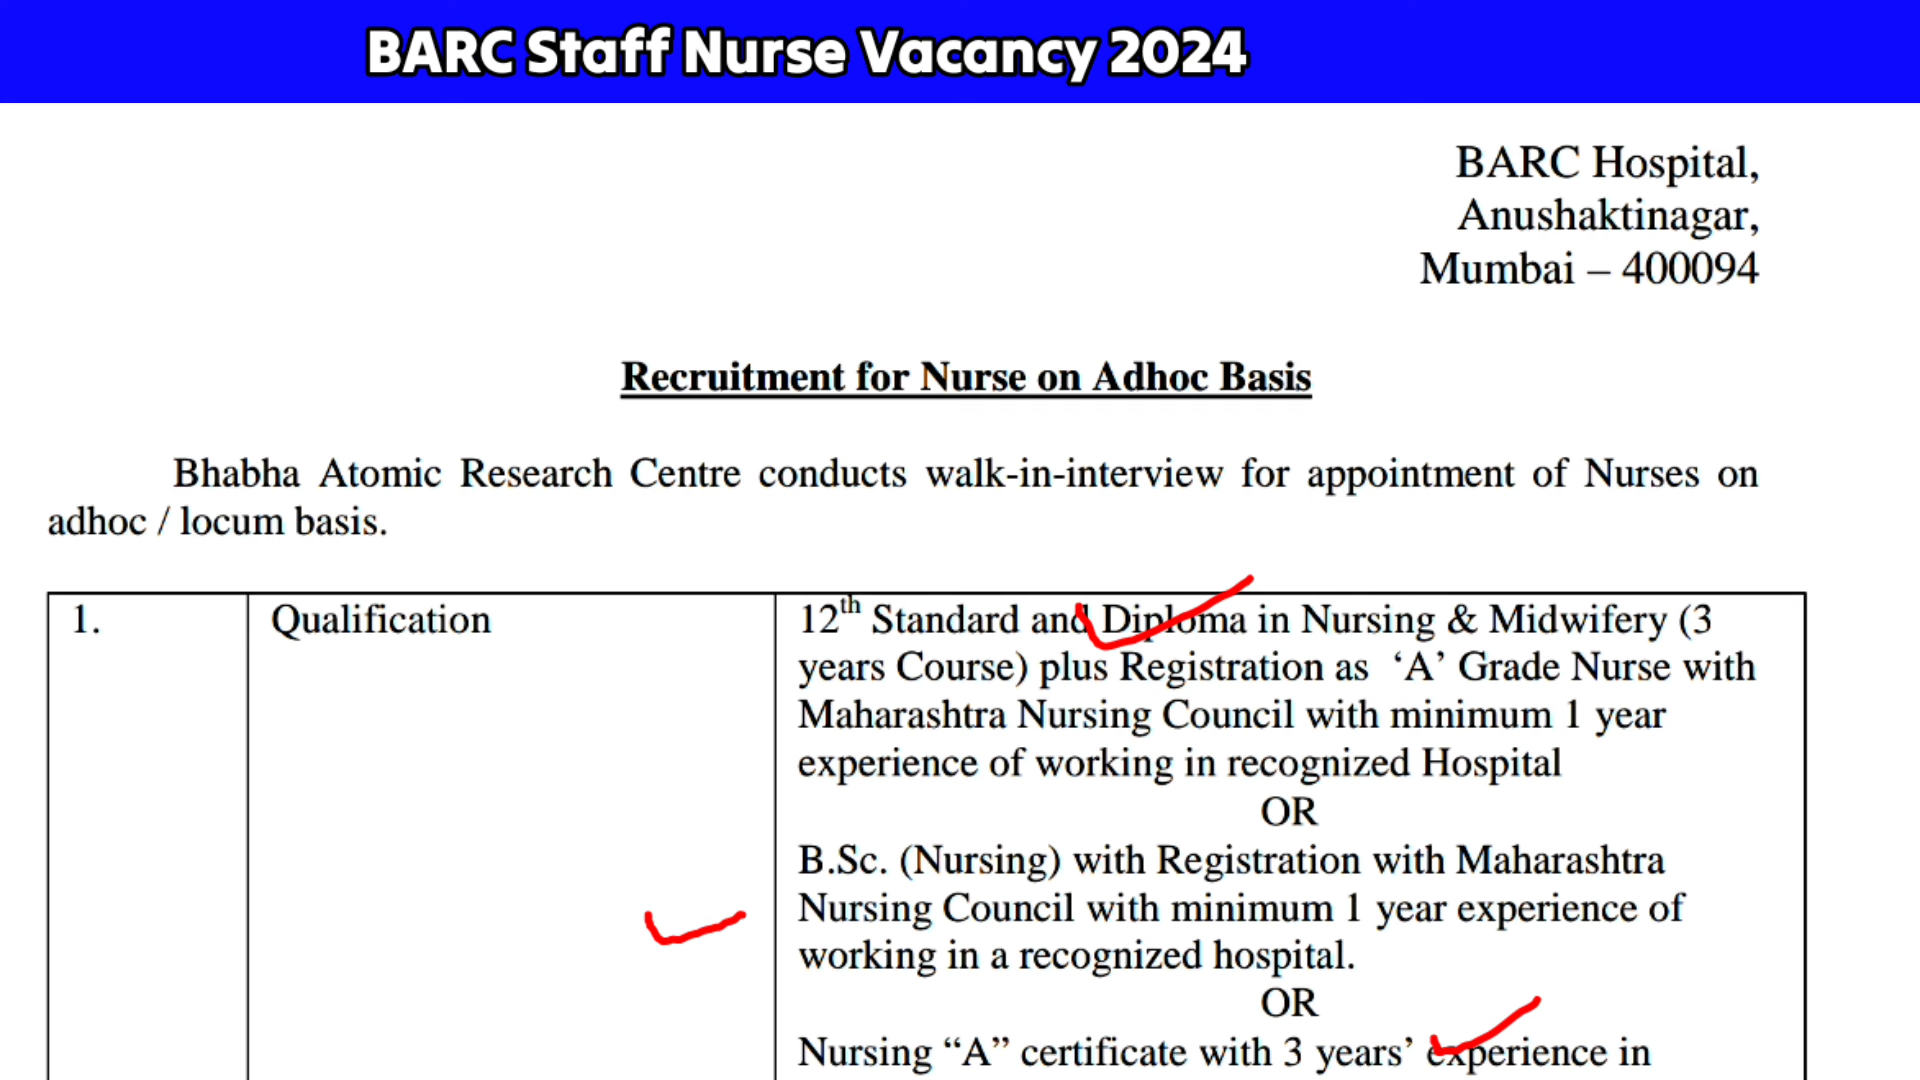 BARC Staff Nurse Vacancy 2024
BARC Hospital,
Anushaktinagar,
Mumbai – 400094
Recruitment for Nurse on Adhoc Basis
Bhabha Atomic Research Centre conducts walk-in-interview for appointment of Nurses on
adhoc / locum basis.
1. Qualification 12th Standard and Diploma in Nursing & Midwifery (3
years Course) plus Registration as ‘A’ Grade Nurse with
Maharashtra Nursing Council with minimum 1 year
experience of working in recognized Hospital
OR
B.Sc. (Nursing) with Registration with Maharashtra
Nursing Council with minimum 1 year experience of
working in a recognized hospital.
OR
Nursing “A” certificate with 3 years’ experience in